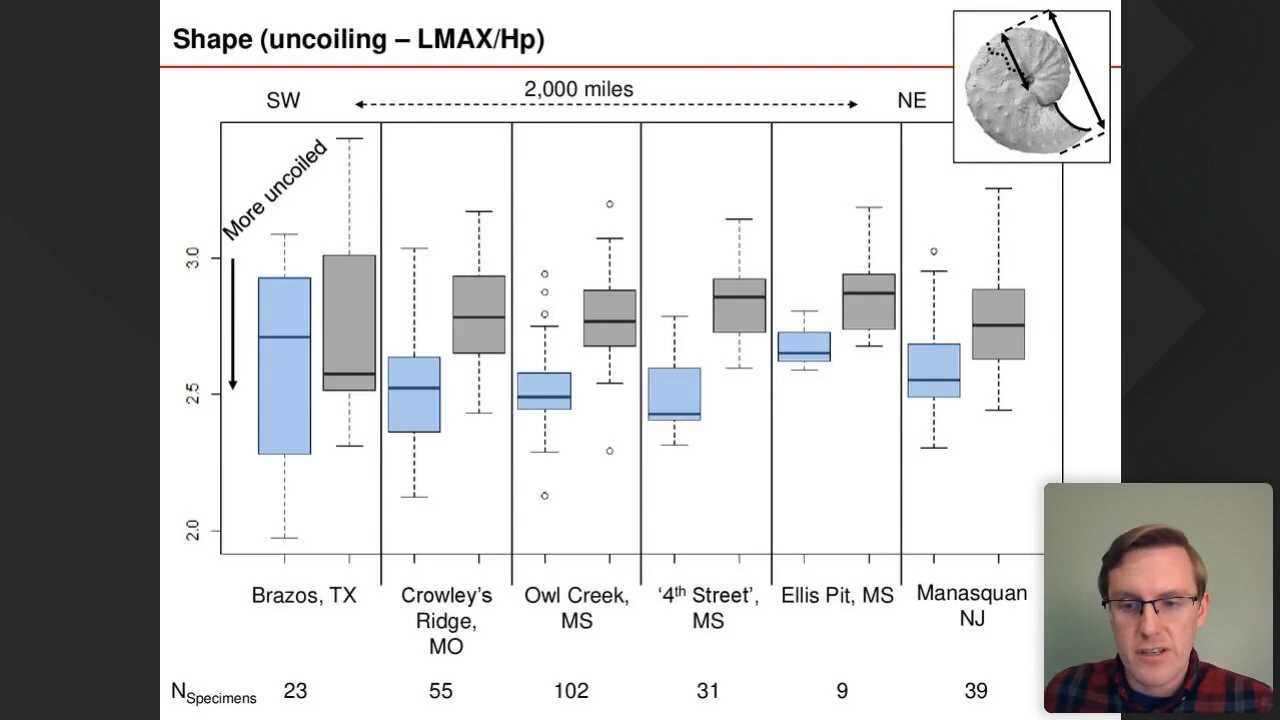 Shape (uncoiling – LMAX/Hp)
SW
2,000 miles
NE
More uncoiled
3.0
2.5
2.0
Brazos, TX
Crowley's
Ridge,
MO
Owl Creek,
MS
‘4th Street’,
MS
Ellis Pit, MS
Manasquan
NJ
NSpecimens 23 55 102 31 9 39